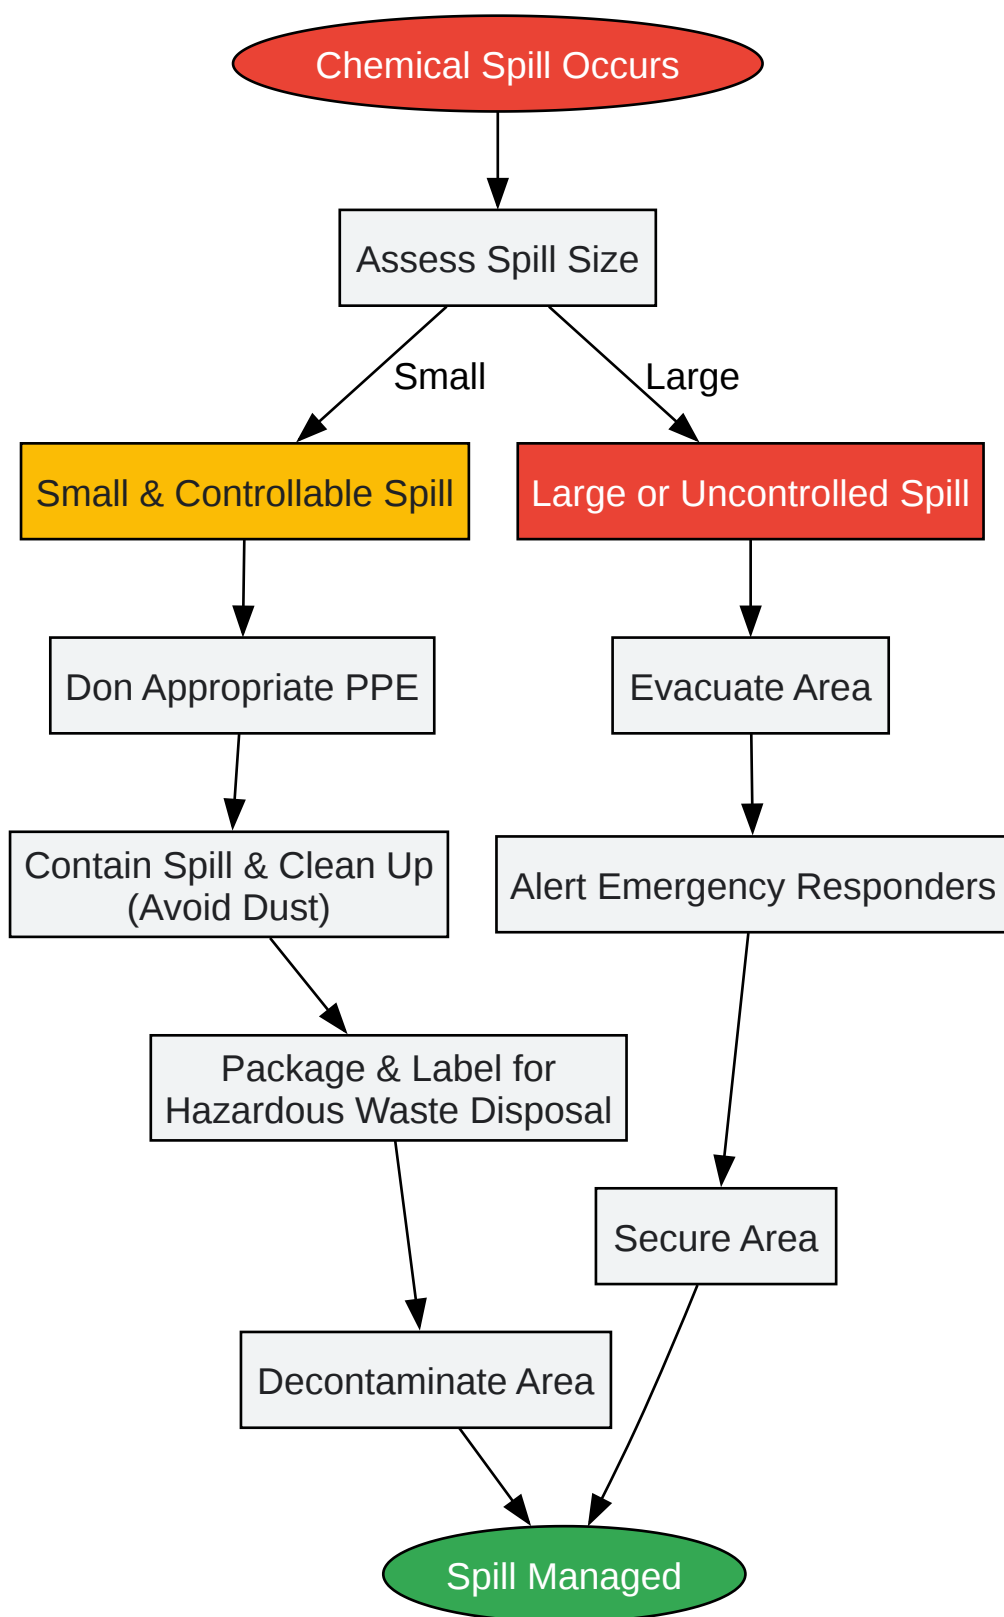 Chemical Spill Occurs
Assess Spill Size
Small
Large
Small & Controllable Spill
Large or Uncontrolled Spill
Don Appropriate PPE
Evacuate Area
Contain Spill & Clean Up
(Avoid Dust)
Alert Emergency Responders
Package & Label for
Hazardous Waste Disposal
Secure Area
Decontaminate Area
Spill Managed